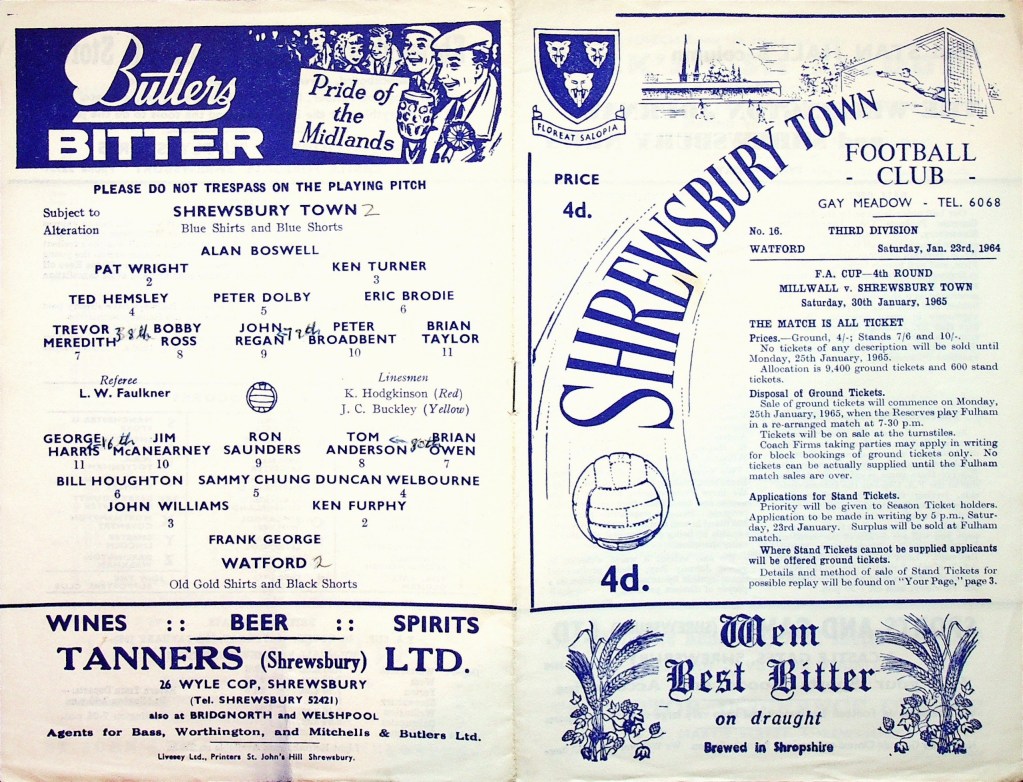 Butlers
BITTER
Pride of
the
Midlands
PLEASE DO NOT TRESPASS ON THE PLAYING PITCH
Subject to
Alteration
SHREWSBURY TOWN 2
Blue Shirts and Blue Shorts
ALAN BOSWELL
PAT WRIGHT KEN TURNER
2 3
TED HEMSLEY PETER DOLBY ERIC BRODIE
4 5 6
TREVOR BOBBY JOHN PETER BRIAN
MEREDITH ROSS REGAN BROADBENT TAYLOR
7 8 9 10 11
Referee Linesmen
L. W. Faulkner K. Hodgkinson (Red)
J. C. Buckley (Yellow)
GEORGE 16th JIM RON TOM BRIAN
HARRIS McANEARNEY SAUNDERS ANDERSON OWEN
11 10 9 8 7
BILL HOUGHTON SAMMY CHUNG DUNCAN WELBOURNE
6 5 4
JOHN WILLIAMS KEN FURPHY
3 2
FRANK GEORGE
WATFORD 2
Old Gold Shirts and Black Shorts
WINES :: BEER :: SPIRITS
TANNERS (Shrewsbury) LTD.
26 WYLE COP, SHREWSBURY
(Tel. SHREWSBURY 52421)
also at BRIDGNORTH and WELSHPOOL
Agents for Bass, Worthington, and Mitchells & Butlers Ltd.
Livesey Ltd., Printers St. John's Hill Shrewsbury.
FLOREAT SALOPIA
PRICE
4d.
SHREWSBURY TOWN
FOOTBALL
- CLUB -
GAY MEADOW - TEL. 6068
No. 16. THIRD DIVISION
WATFORD Saturday, Jan. 23rd, 1964
F.A. CUP—4th ROUND
MILLWALL v. SHREWSBURY TOWN
Saturday, 30th January, 1965
THE MATCH IS ALL TICKET
Prices.—Ground, 4/-; Stands 7/6 and 10/-.
No tickets of any description will be sold until
Monday, 25th January, 1965.
Allocation is 9,400 ground tickets and 600 stand
tickets.
Disposal of Ground Tickets.
Sale of ground tickets will commence on Monday,
25th January, 1965, when the Reserves play Fulham
in a re-arranged match at 7-30 p.m.
Tickets will be on sale at the turnstiles.
Coach Firms taking parties may apply in writing
for block bookings of ground tickets only. No
tickets can be actually supplied until the Fulham
match sales are over.
Applications for Stand Tickets.
Priority will be given to Season Ticket holders.
Application to be made in writing by 5 p.m., Satur-
day, 23rd January. Surplus will be sold at Fulham
match.
Where Stand Tickets cannot be supplied applicants
will be offered ground tickets.
Details and method of sale of Stand Tickets for
possible replay will be found on "Your Page," page 3.
4d.
Wem
Best Bitter
on draught
Brewed in Shropshire